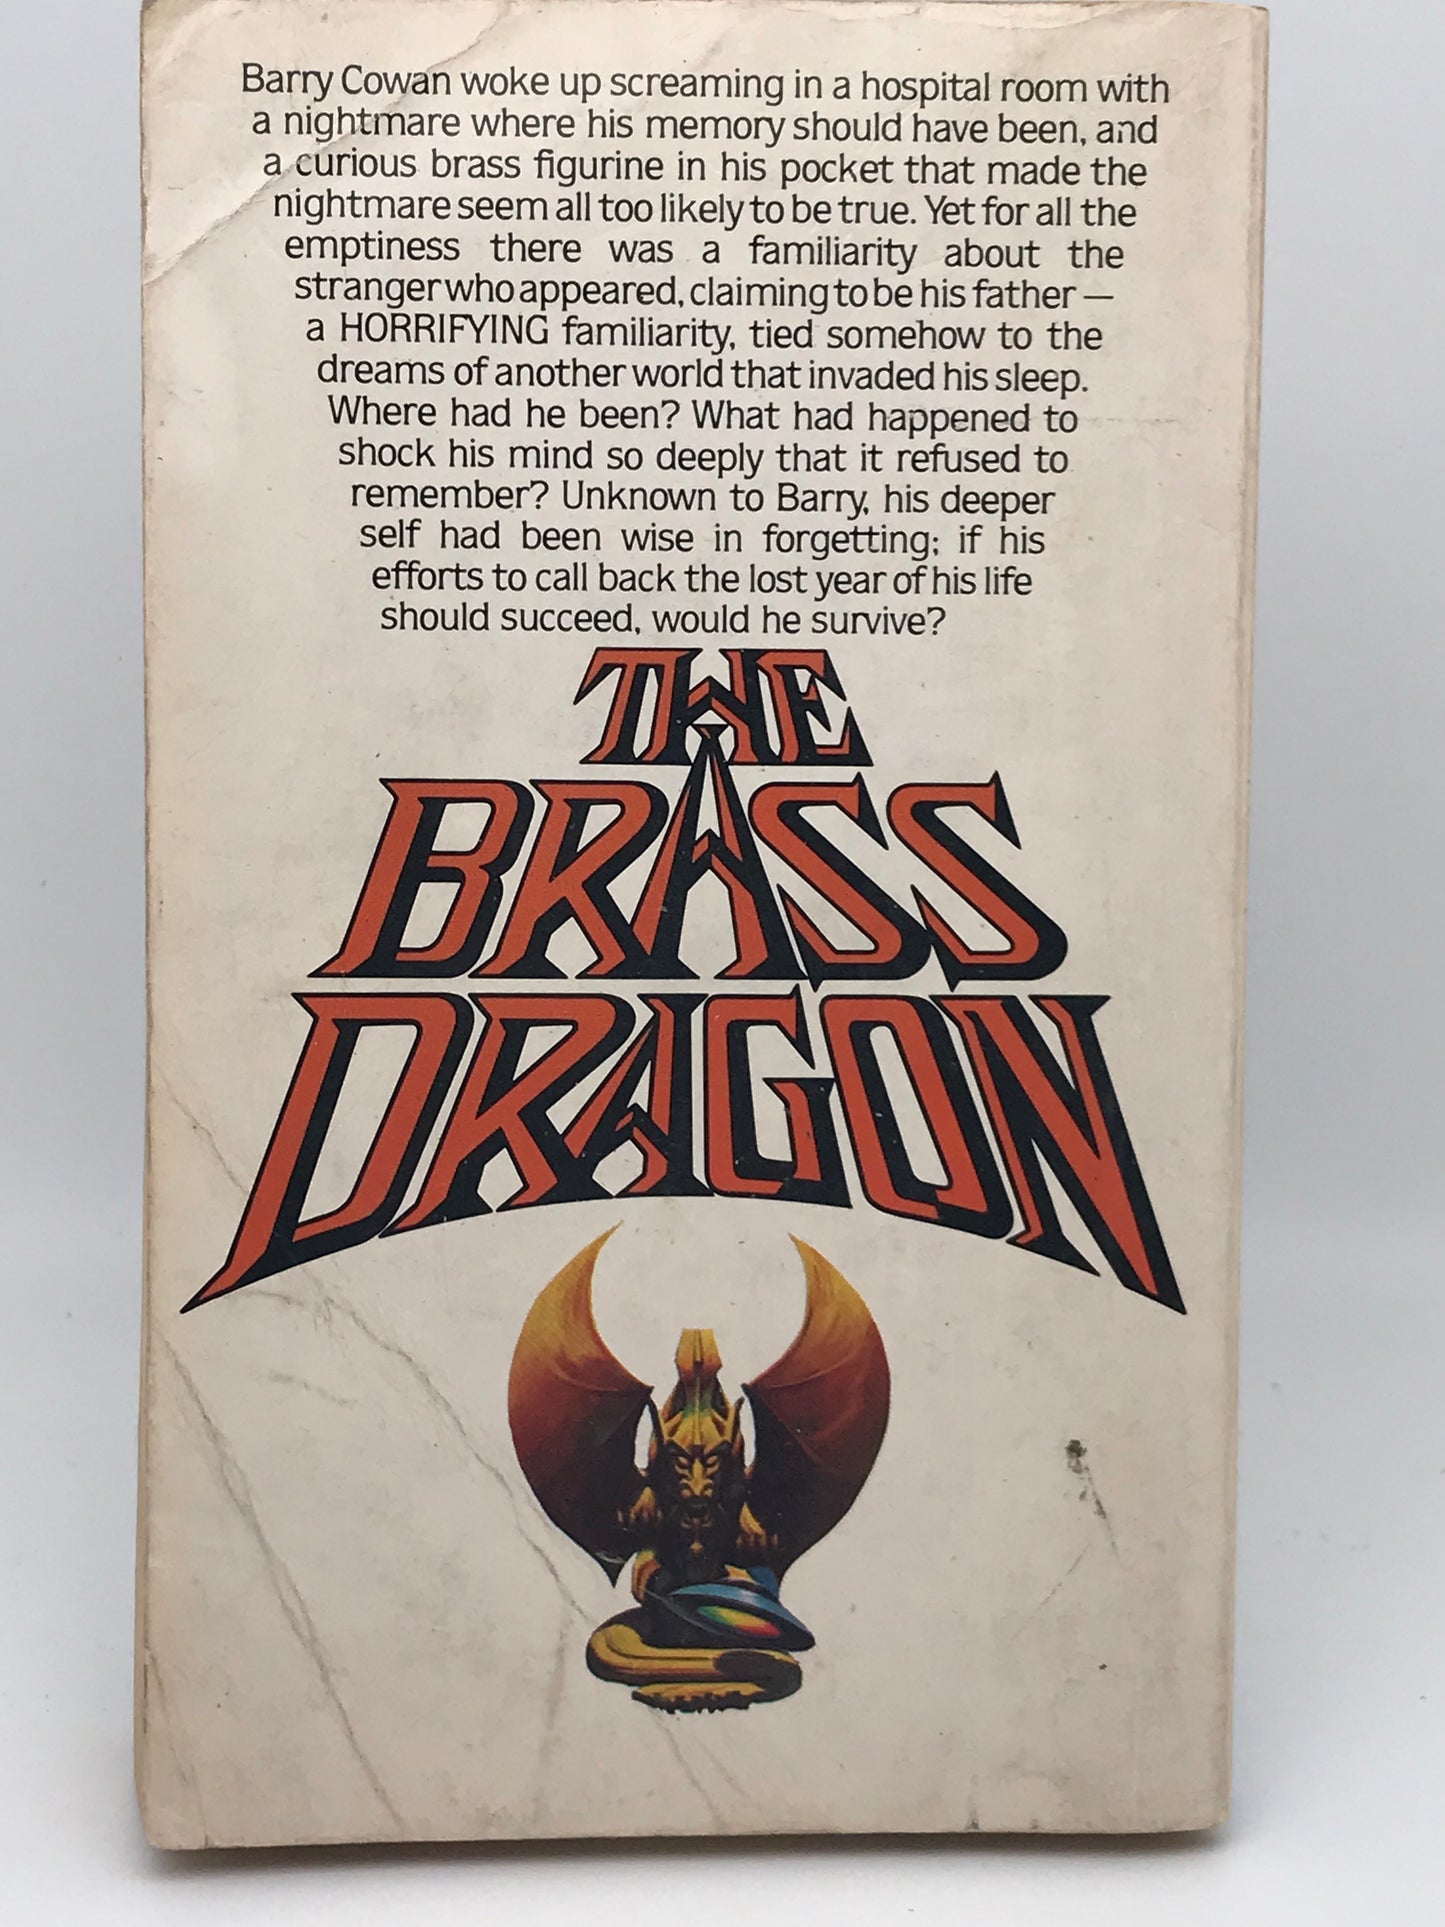 Barry Cowan woke up screaming in a hospital room with
a nightmare where his memory should have been, and
a curious brass figurine in his pocket that made the
nightmare seem all too likely to be true. Yet for all the
emptiness there was a familiarity about the
stranger who appeared, claiming to be his father —
a HORRIFYING familiarity, tied somehow to the
dreams of another world that invaded his sleep.
Where had he been? What had happened to
shock his mind so deeply that it refused to
remember? Unknown to Barry, his deeper
self had been wise in forgetting; if his
efforts to call back the lost year of his life
should succeed, would he survive?
THE
BRASS
DRAGON